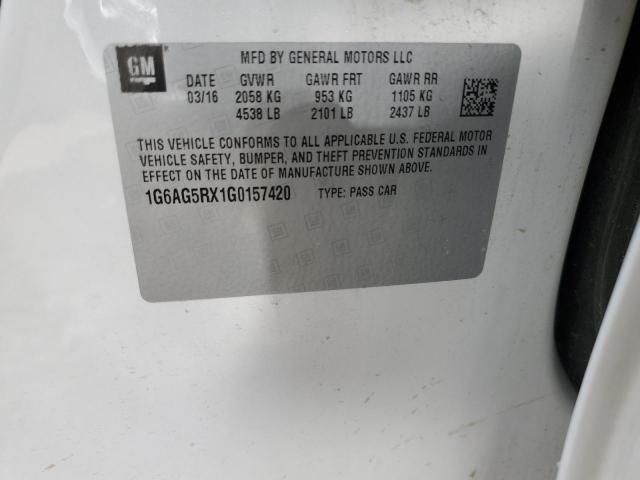 GM
MFD BY GENERAL MOTORS LLC
DATE GVWR GAWR FRT GAWR RR
03/16 2058 KG 953 KG 1105 KG
4538 LB 2101 LB 2437 LB
THIS VEHICLE CONFORMS TO ALL APPLICABLE U.S. FEDERAL MOTOR
VEHICLE SAFETY, BUMPER, AND THEFT PREVENTION STANDARDS IN
EFFECT ON THE DATE OF MANUFACTURE SHOWN ABOVE.
1G6AG5RX1G0157420 TYPE: PASS CAR